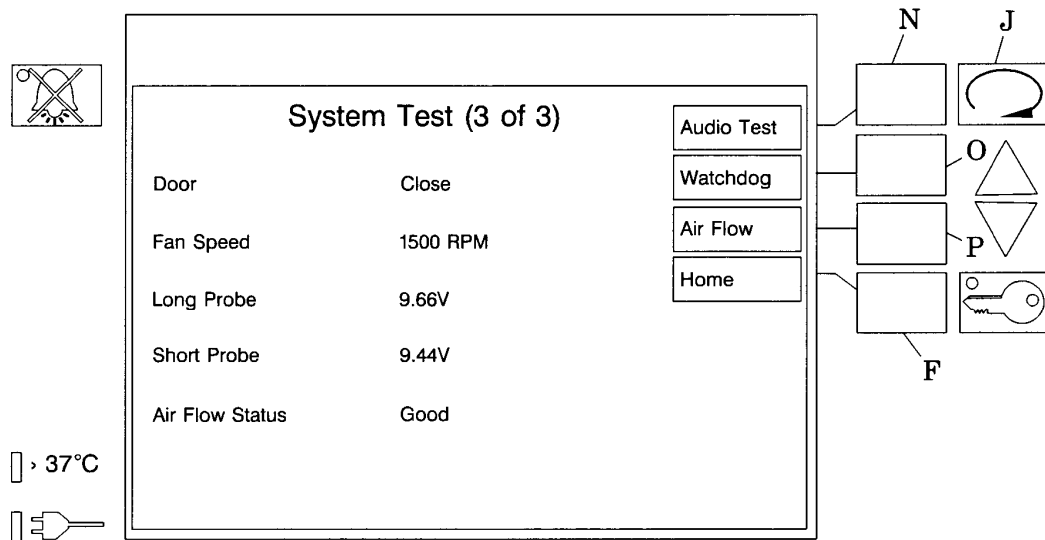 N
J
System Test (3 of 3)
Audio Test
Door Close
Watchdog
O
Fan Speed 1500 RPM
Air Flow
P
Long Probe 9.66V
Home
Short Probe 9.44V
F
Air Flow Status Good
> 37°C